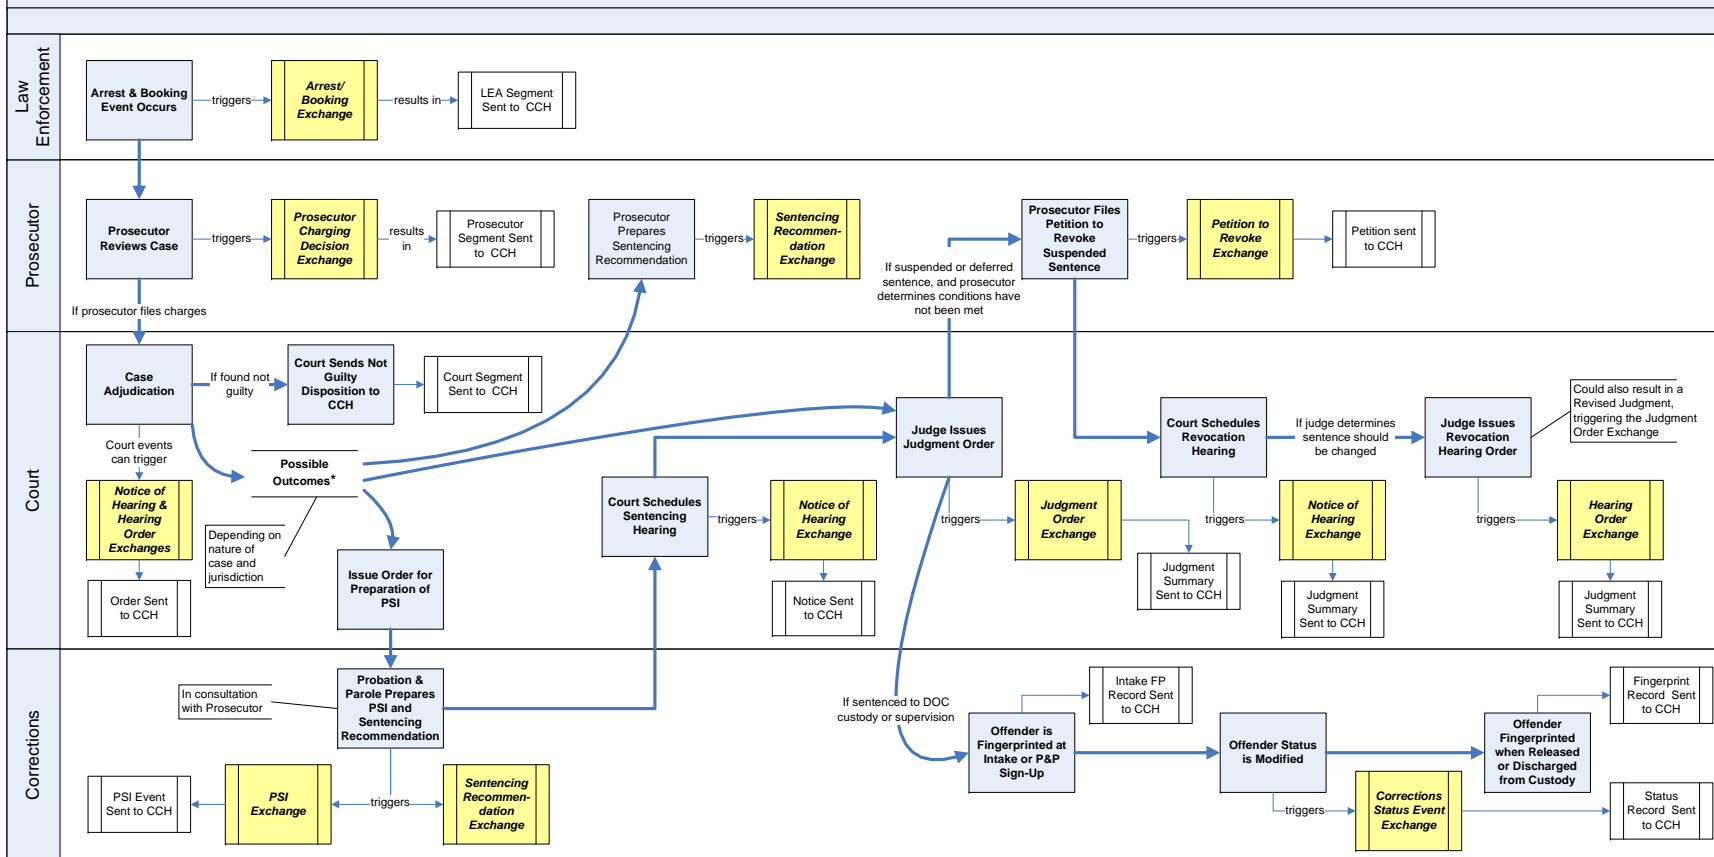 Law
Enforcement
Arrest & Booking
Event Occurs
triggers
Arrest/
Booking
Exchange
results in
LEA Segment
Sent to CCH
Prosecutor
Prosecutor
Reviews Case
triggers
Prosecutor
Charging
Decision
Exchange
results
in
Prosecutor
Segment Sent
to CCH
Prosecutor
Prepares
Sentencing
Recommendation
triggers
Sentencing
Recommen-
dation
Exchange
If suspended or deferred
sentence, and prosecutor
determines conditions have
not been met
Prosecutor Files
Petition to
Revoke
Suspended
Sentence
triggers
Petition to
Revoke
Exchange
Petition sent
to CCH
If prosecutor files charges
Court
Case
Adjudication
If found not
guilty
Court Sends Not
Guilty
Disposition to
CCH
Court Segment
Sent to CCH
Court events
can trigger
Notice of
Hearing &
Hearing
Order
Exchanges
Order Sent
to CCH
Possible
Outcomes*
Depending on
nature of
case and
jurisdiction
Issue Order for
Preparation of
PSI
Court Schedules
Sentencing
Hearing
triggers
Notice of
Hearing
Exchange
Notice Sent
to CCH
Judge Issues
Judgment Order
triggers
Judgment
Order
Exchange
Judgment
Summary
Sent to CCH
Court Schedules
Revocation
Hearing
triggers
Notice of
Hearing
Exchange
Judgment
Summary
Sent to CCH
If judge determines
sentence should
be changed
Judge Issues
Revocation
Hearing Order
Could also result in a
Revised Judgment,
triggering the Judgment
Order Exchange
triggers
Hearing
Order
Exchange
Judgment
Summary
Sent to CCH
Corrections
In consultation
with Prosecutor
Probation &
Parole Prepares
PSI and
Sentencing
Recommendation
triggers
PSI
Exchange
PSI Event
Sent to CCH
Sentencing
Recommen-
dation
Exchange
If sentenced to DOC
custody or supervision
Offender is
Fingerprinted at
Intake or P&P
Sign-Up
Intake FP
Record Sent
to CCH
Offender Status
is Modified
triggers
Corrections
Status Event
Exchange
Status
Record Sent
to CCH
Offender
Fingerprinted
when Released
or Discharged
from Custody
Fingerprint
Record Sent
to CCH